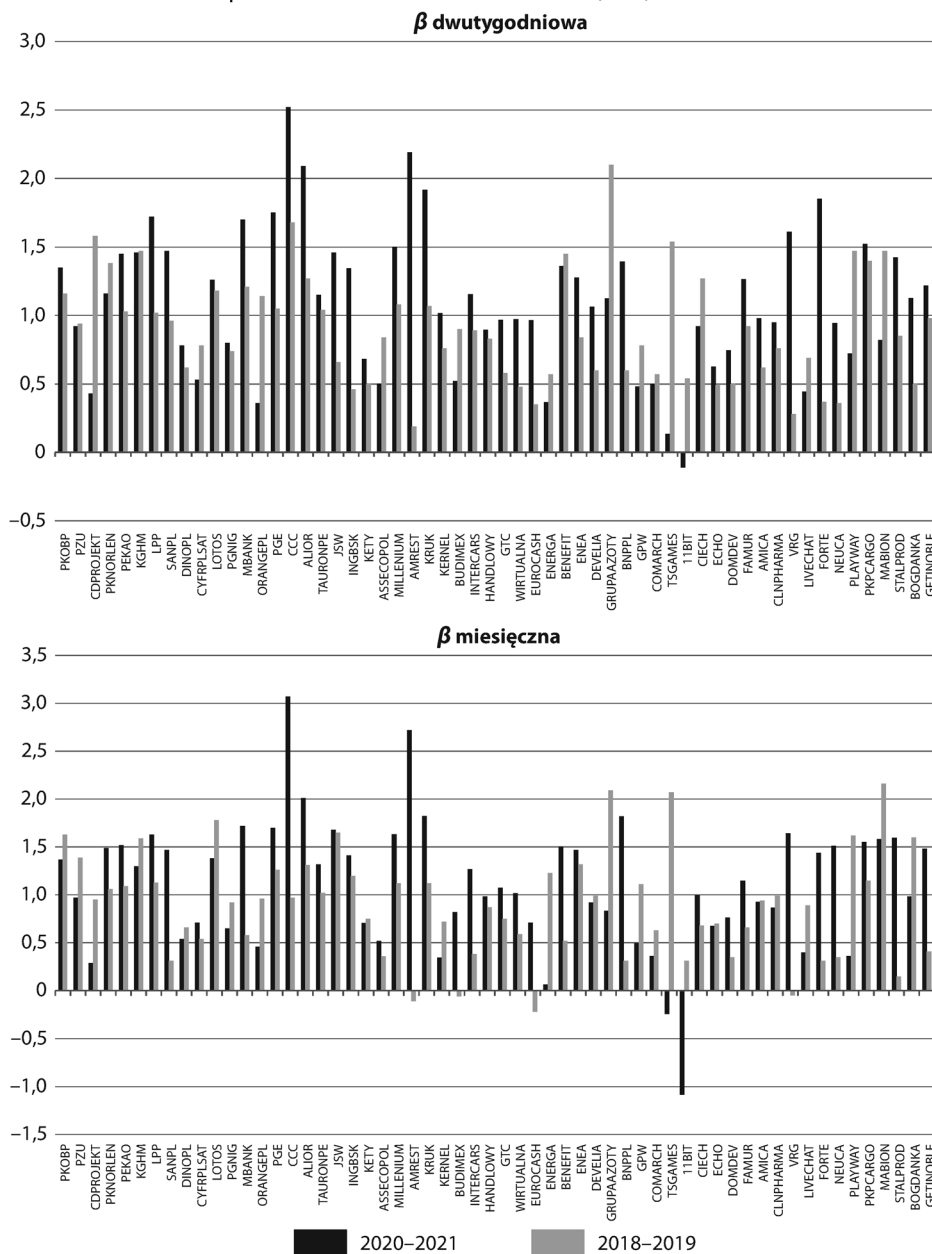 β dwutygodniowa
3,0
2,5
2,0
1,5
1,0
0,5
0
–0,5
PKOBP
PZU
CDPROJEKT
PKNORLEN
PEKAO
KGHM
LPP
SANPL
DINOPL
CYFRPLSAT
LOTOS
PGNIG
MBANK
ORANGEPL
PGE
CCC
ALIOR
TAURONPE
JSW
INGBSK
KETY
ASSECOPOL
MILLENIUM
AMREST
KRUK
KERNEL
BUDIMEX
INTERCARS
HANDLOWY
GTC
WIRTUALNA
EUROCASH
ENERGA
BENEFIT
ENEA
DEVELIA
GRUPAAZOTY
BNPPL
GPW
COMARCH
TSGAMES
11BIT
CIECH
ECHO
DOMDEV
FAMUR
AMICA
CLNPHARMA
VRG
LIVECHAT
FORTE
NEUCA
PLAYWAY
PKPCARGO
MABION
STALPROD
BOGDANKA
β miesięczna
3,5
3,0
2,5
2,0
1,5
1,0
0,5
0
–0,5
–1,0
–1,5
PKOBP
PZU
CDPROJEKT
PKNORLEN
PEKAO
KGHM
LPP
SANPL
DINOPL
CYFRPLSAT
LOTOS
PGNIG
MBANK
ORANGEPL
PGE
CCC
ALIOR
TAURONPE
JSW
INGBSK
KETY
ASSECOPOL
MILLENIUM
AMREST
KRUK
KERNEL
BUDIMEX
INTERCARS
HANDLOWY
GTC
WIRTUALNA
EUROCASH
ENERGA
BENEFIT
ENEA
DEVELIA
GRUPAAZOTY
BNPPL
GPW
COMARCH
TSGAMES
11BIT
CIECH
ECHO
DOMDEV
FAMUR
AMICA
CLNPHARMA
VRG
LIVECHAT
FORTE
NEUCA
PLAYWAY
PKPCARGO
MABION
STALPROD
BOGDANKA
2020–2021
2018–2019